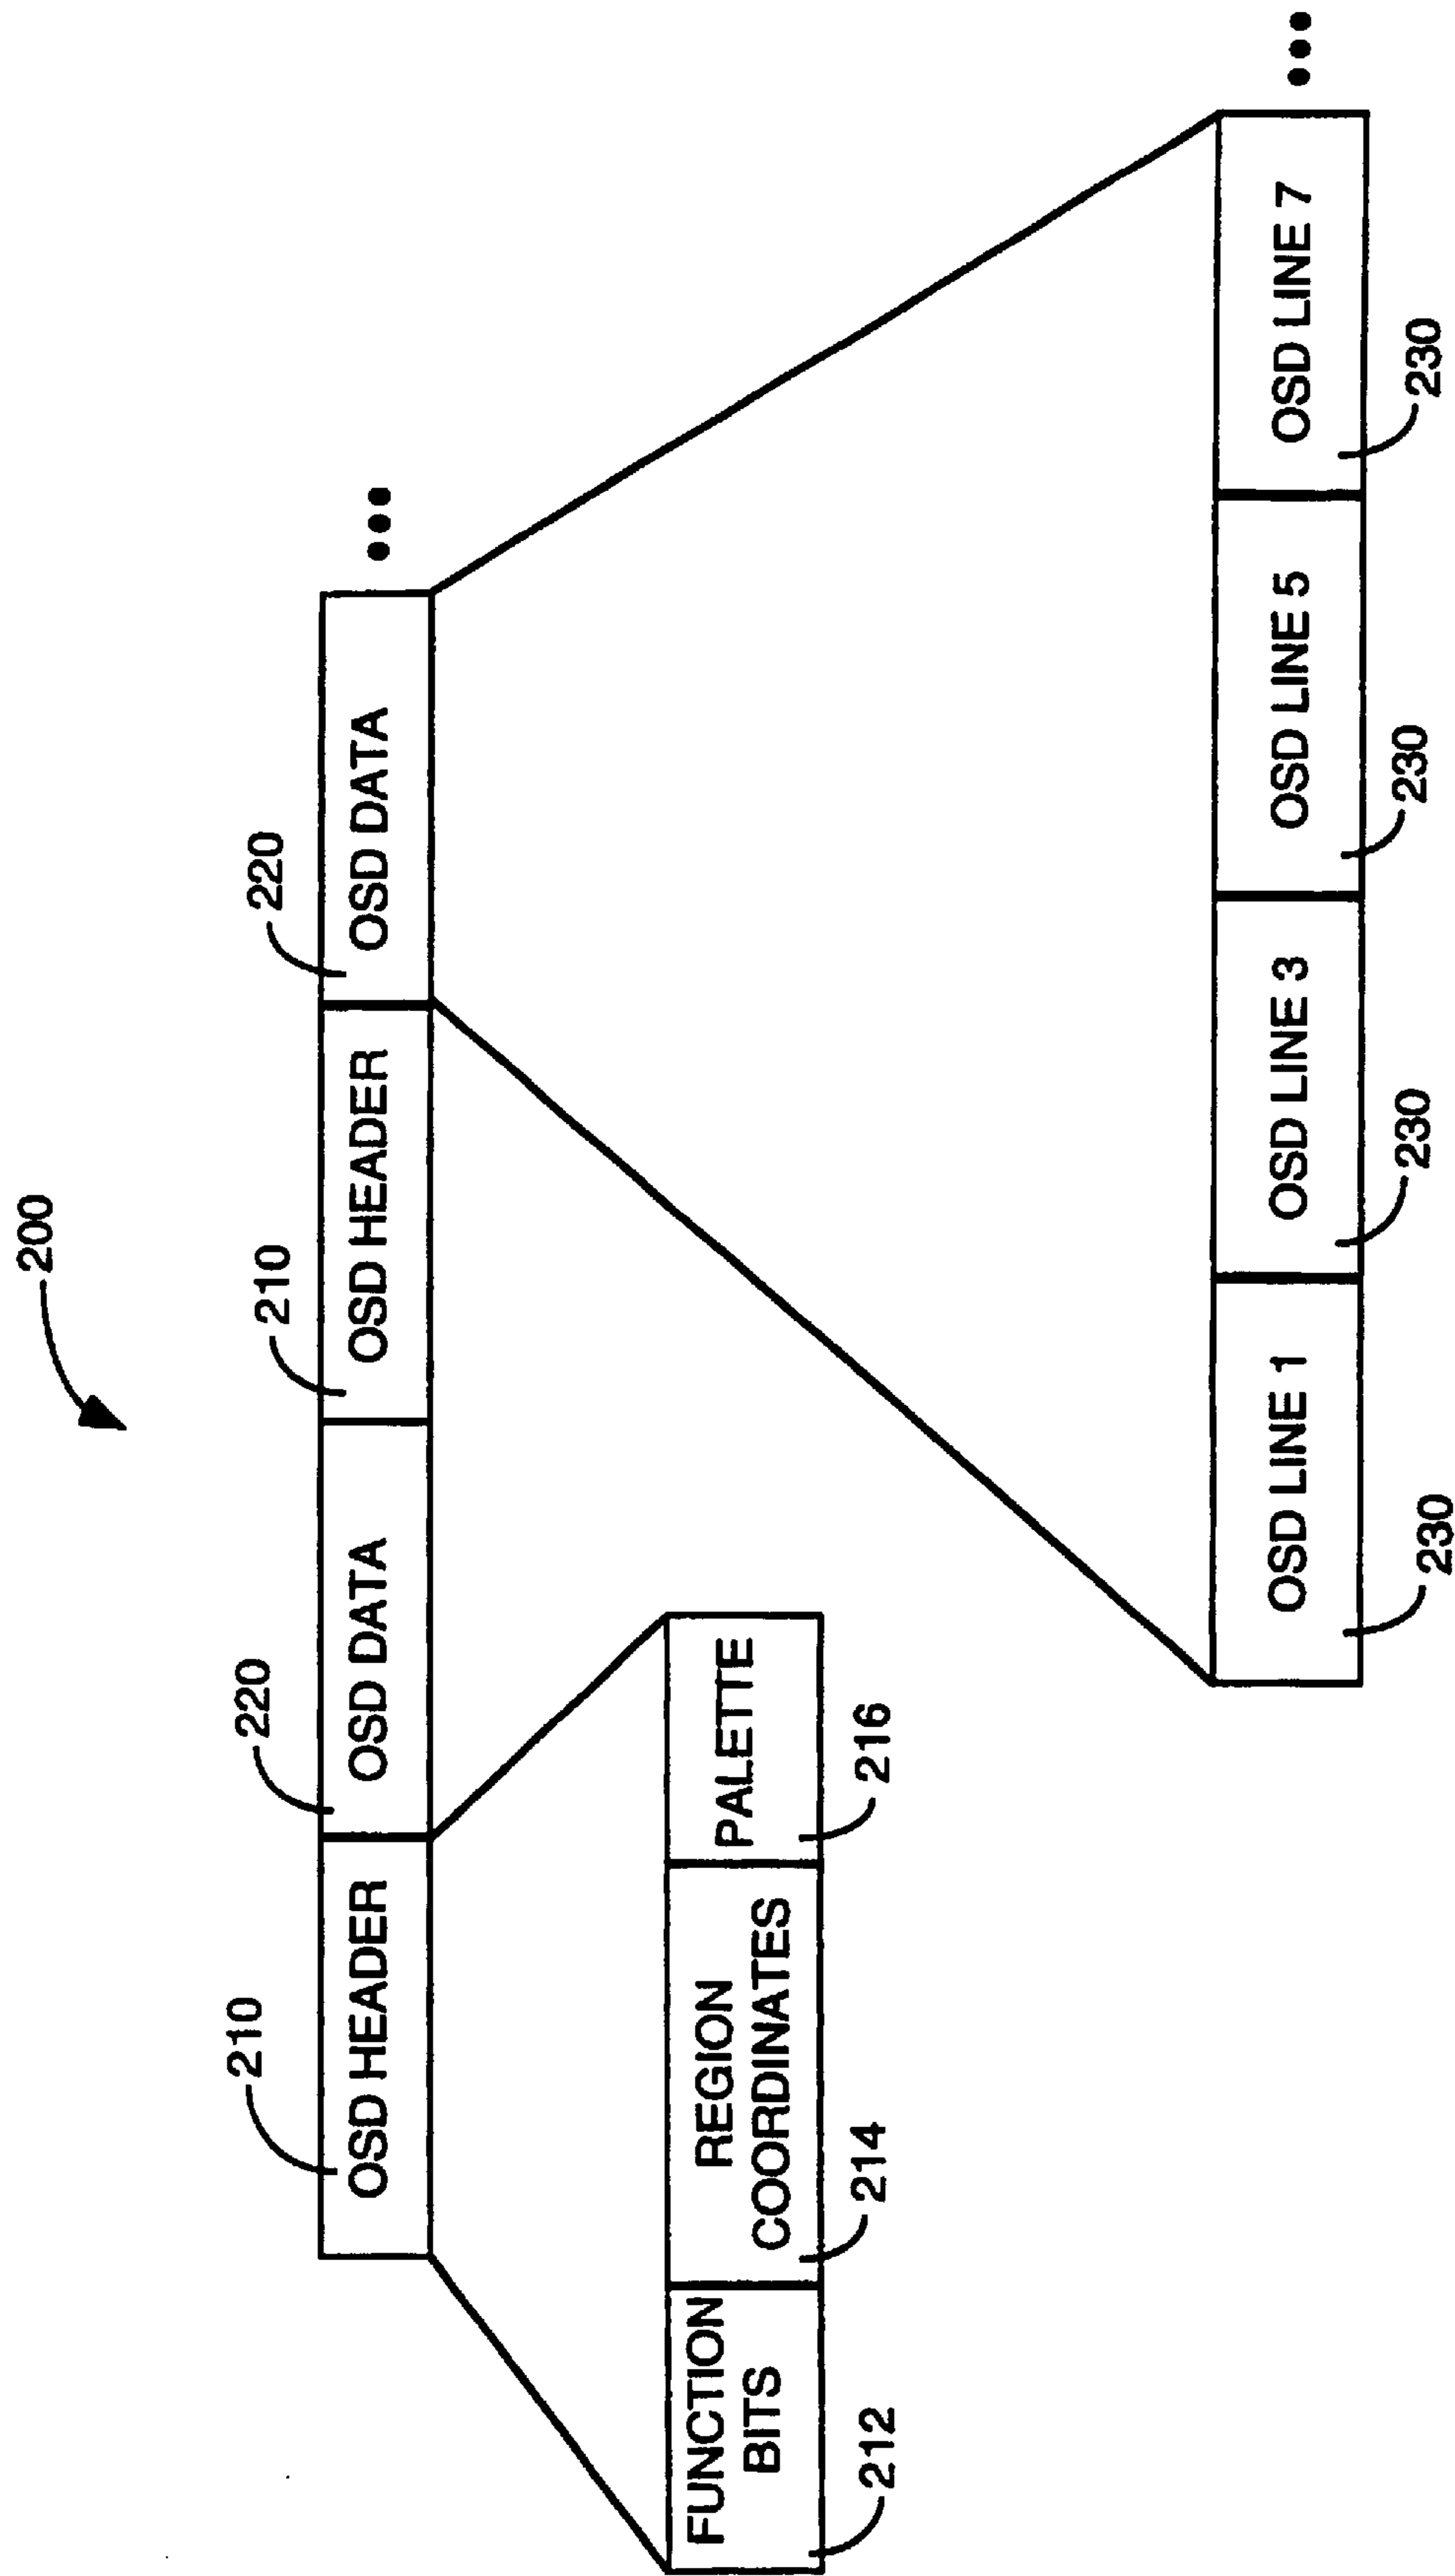 200
210
220
210
220
OSD HEADER
OSD DATA
OSD HEADER
OSD DATA
•••
FUNCTION
BITS
REGION
COORDINATES
PALETTE
212
214
216
OSD LINE 1
OSD LINE 3
OSD LINE 5
OSD LINE 7
•••
230
230
230
230